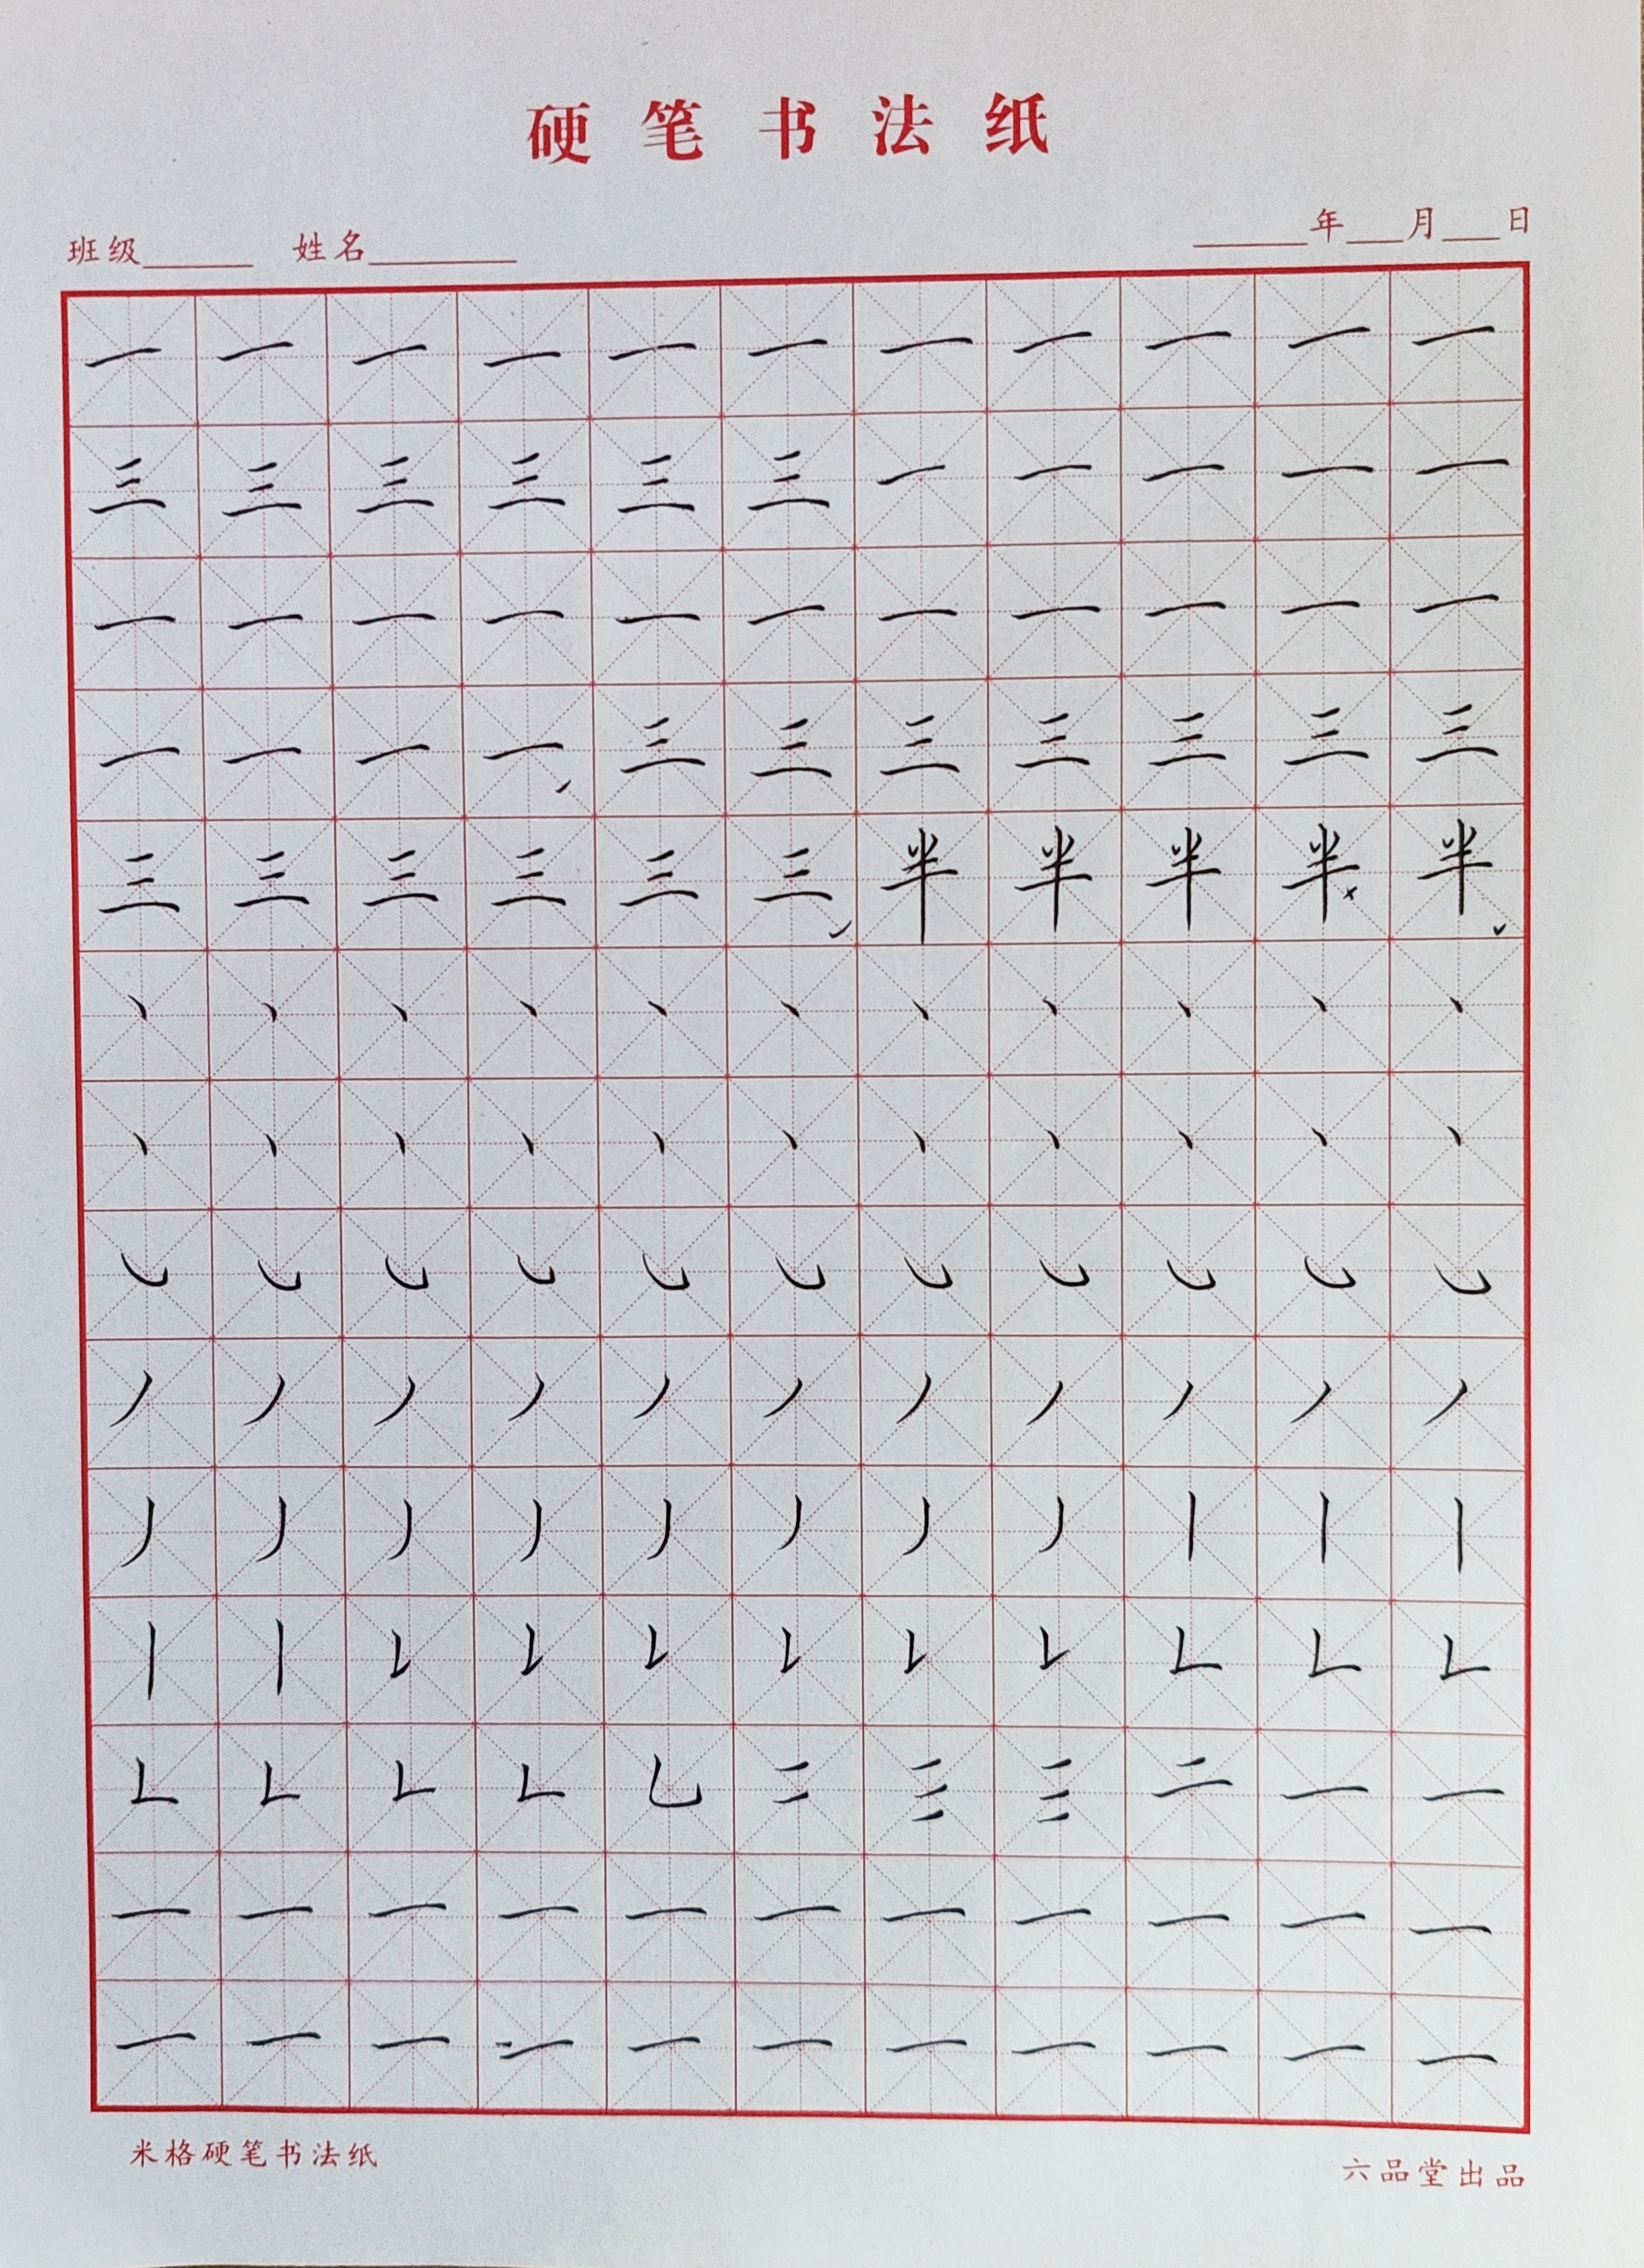 硬笔书法纸
班级______ 姓名________ ______年___月___日
一 一 一 一 一 一 一 一 一 一 一
三 三 三 三 三 三 一 一 一 一 一
一 一 一 一 一 一 一 一 一 一 一
一 一 一 一 三 三 三 三 三 三 三
三 三 三 三 三 三 半 半 半 半 半
丶 丶 丶 丶 丶 丶 丶 丶 丶 丶 丶
丶 丶 丶 丶 丶 丶 丶 丶 丶 丶 丶
㇃ ㇃ ㇃ ㇃ ㇃ ㇃ ㇃ ㇃ ㇃ ㇃ ㇃
丿 丿 丿 丿 丿 丿 丿 丿 丿 丿 丿
丿 丿 丿 丿 丿 丿 丿 丿 丨 丨 丨
丨 丨 ㇙ ㇙ ㇙ ㇙ ㇙ ㇙ ㇗ ㇗ ㇗
㇗ ㇗ ㇗ ㇗ ㇄ 二 三 三 二 一 一
一 一 一 一 一 一 一 一 一 一 一
一 一 一 一 一 一 一 一 一 一 一
米格硬笔书法纸 六品堂出品